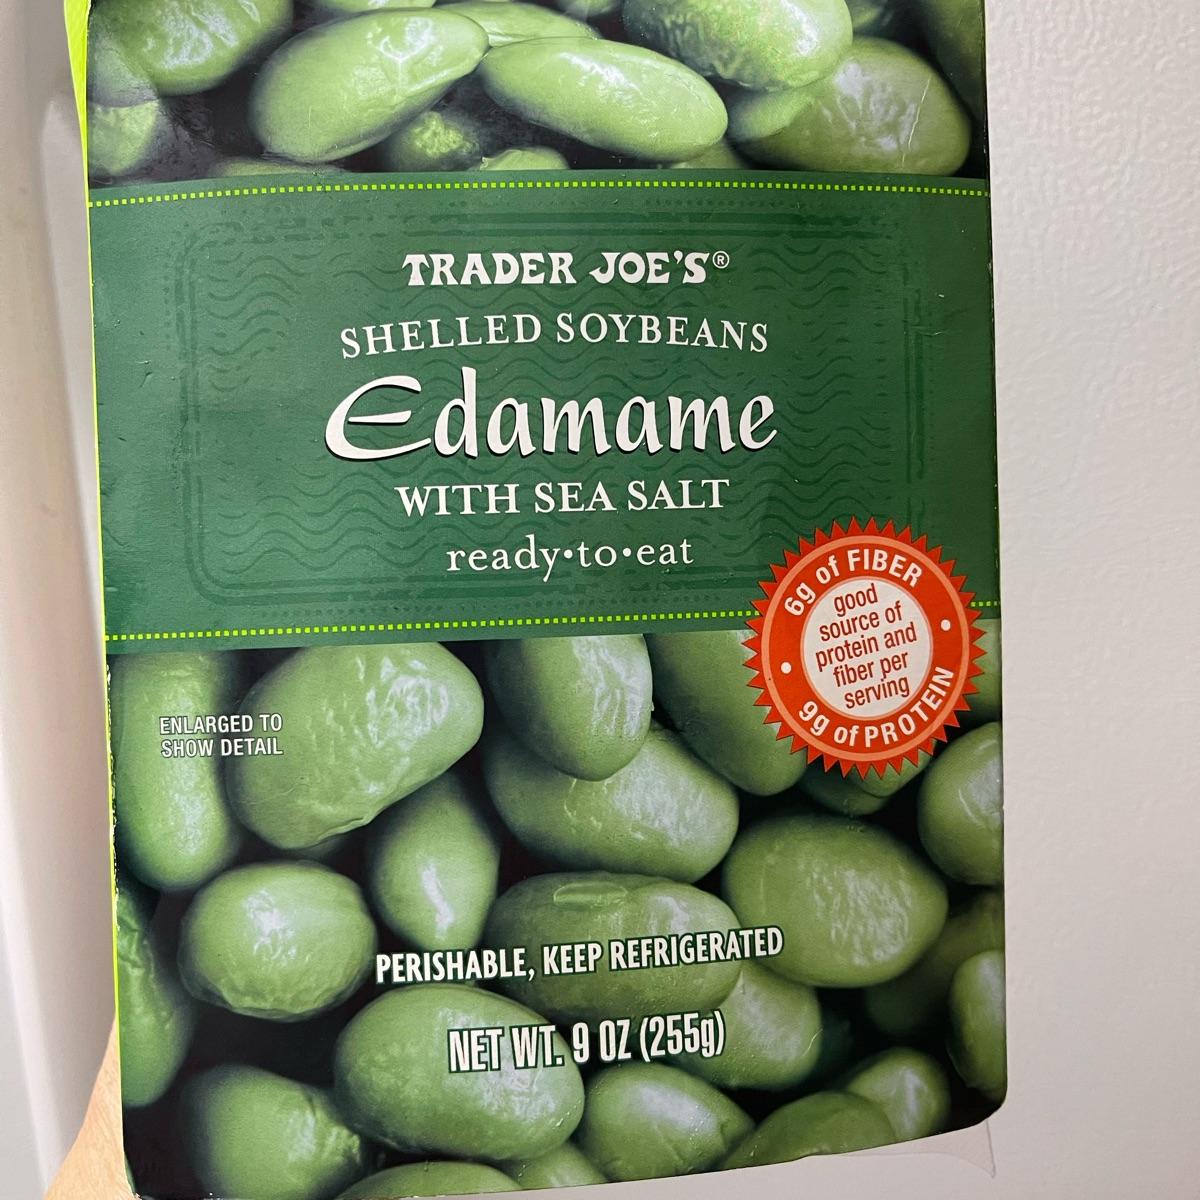 TRADER JOE'S®
SHELLED SOYBEANS
Edamame
WITH SEA SALT
ready•to•eat
6g of FIBER
good
source of
protein and
fiber per
serving
9g of PROTEIN
ENLARGED TO
SHOW DETAIL
PERISHABLE, KEEP REFRIGERATED
NET WT. 9 OZ (255g)